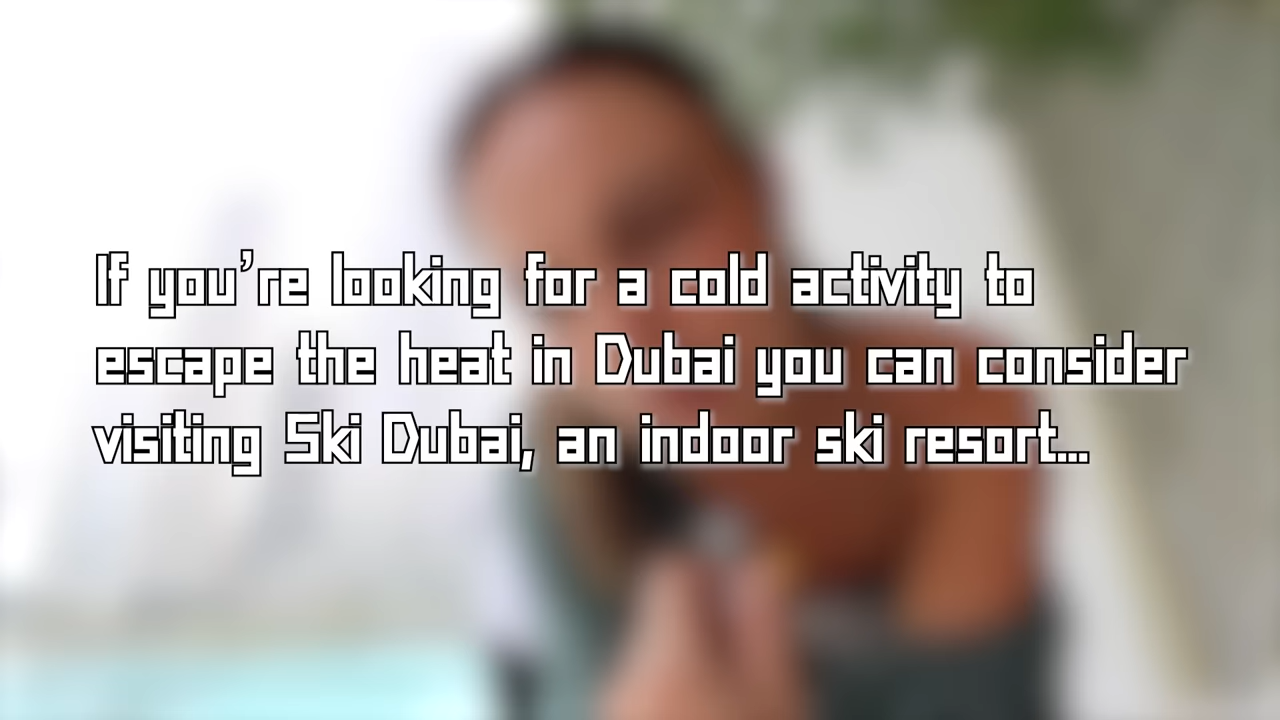 If you're looking for a cold activity to
escape the heat in Dubai you can consider
visiting Ski Dubai, an indoor ski resort...